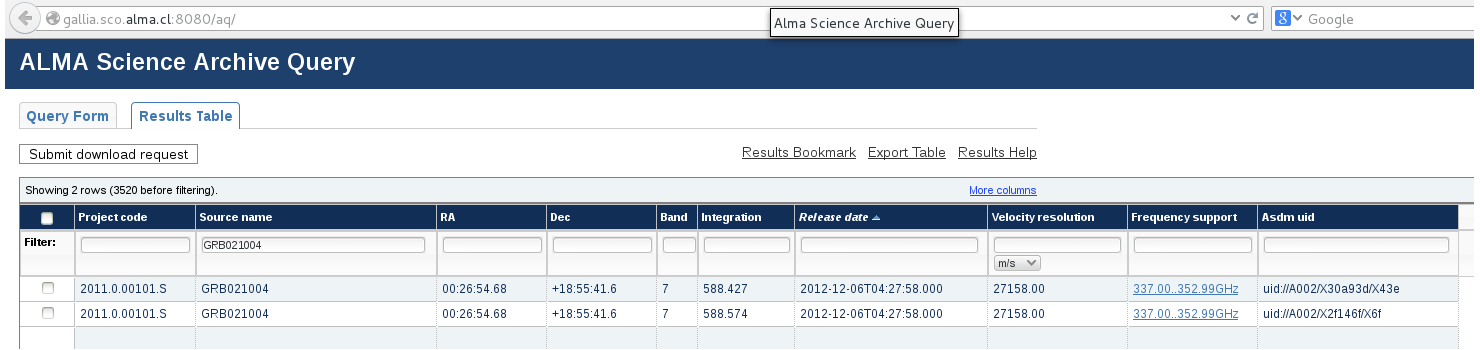 gallia.sco.alma.cl:8080/aq/ Alma Science Archive Query Google
ALMA Science Archive Query
Query Form Results Table
Submit download request Results Bookmark Export Table Results Help
Showing 2 rows (3520 before filtering). More columns
Project code Source name RA Dec Band Integration Release date Velocity resolution Frequency support Asdm uid
Filter: GRB021004
m/s
2011.0.00101.S GRB021004 00:26:54.68 +18:55:41.6 7 588.427 2012-12-06T04:27:58.000 27158.00 337.00..352.99GHz uid://A002/X30a93d/X43e
2011.0.00101.S GRB021004 00:26:54.68 +18:55:41.6 7 588.574 2012-12-06T04:27:58.000 27158.00 337.00..352.99GHz uid://A002/X2f146f/X6f